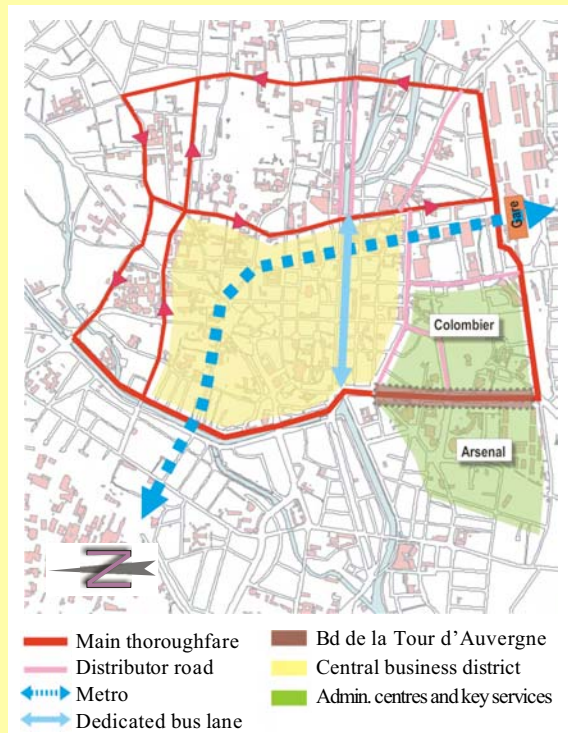 Gare
Colombier
Arsenal
N
Main thoroughfare
Distributor road
Metro
Dedicated bus lane
Bd de la Tour d'Auvergne
Central business district
Admin. centres and key services